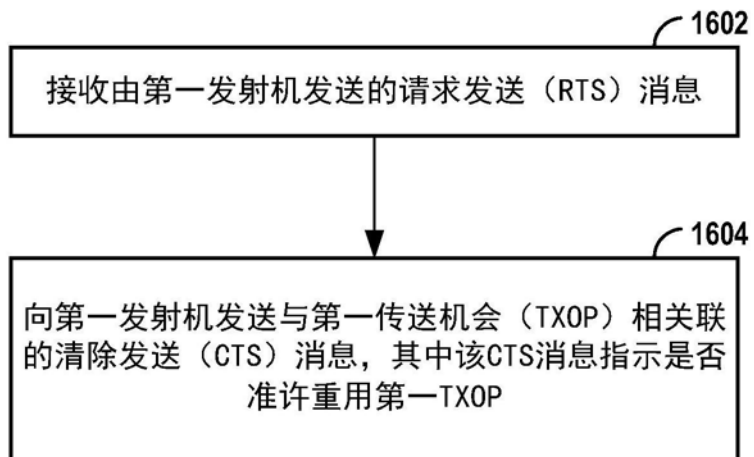 1602
接收由第一发射机发送的请求发送（RTS）消息
1604
向第一发射机发送与第一传送机会（TXOP）相关联
的清除发送（CTS）消息，其中该CTS消息指示是否
准许重用第一TXOP